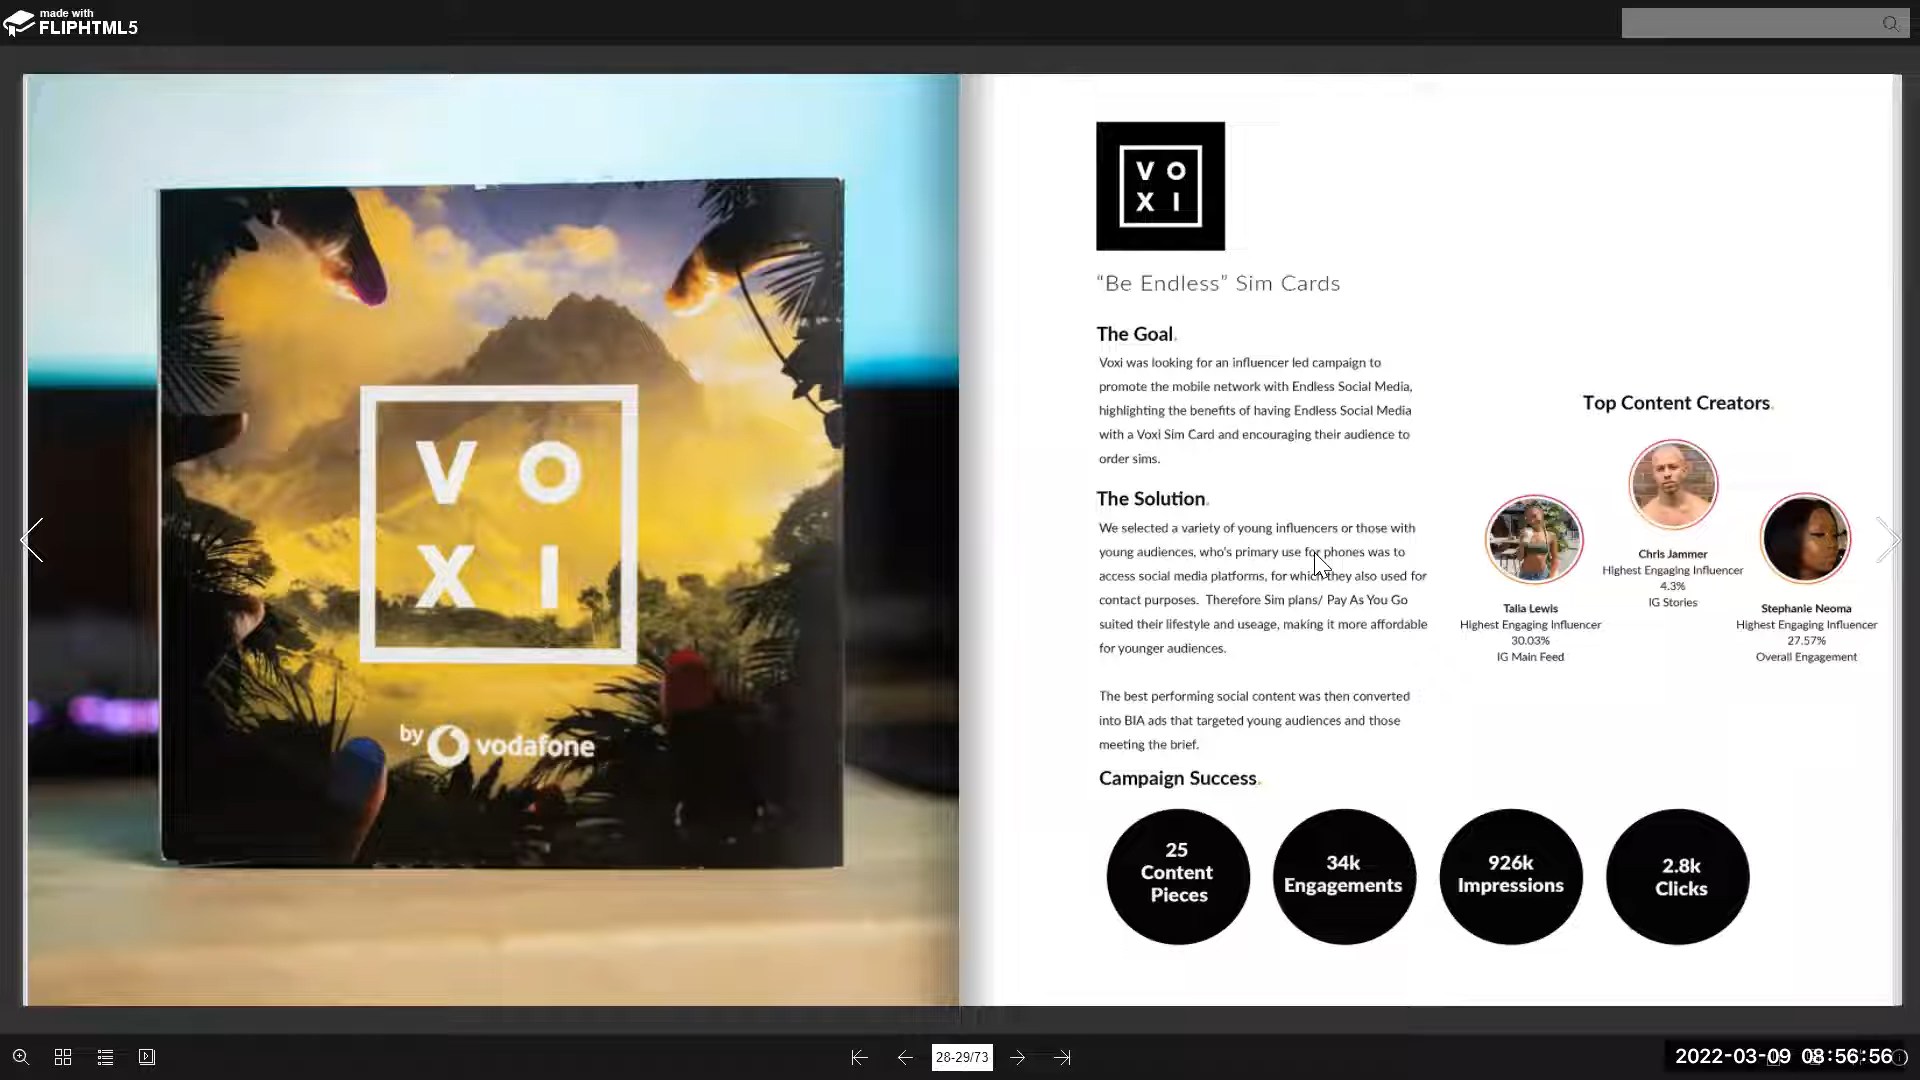 made with
FLIPHTML5
V O
X I
by vodafone
V O
X I
“Be Endless” Sim Cards
The Goal.
Voxi was looking for an influencer led campaign to
promote the mobile network with Endless Social Media,
highlighting the benefits of having Endless Social Media
with a Voxi Sim Card and encouraging their audience to
order sims.
The Solution.
We selected a variety of young influencers or those with
young audiences, who's primary use for phones was to
access social media platforms, for which they also used for
contact purposes. Therefore Sim plans/ Pay As You Go
suited their lifestyle and useage, making it more affordable
for younger audiences.
The best performing social content was then converted
into BIA ads that targeted young audiences and those
meeting the brief.
Campaign Success.
25
Content
Pieces
34k
Engagements
926k
Impressions
2.8k
Clicks
Top Content Creators.
Talia Lewis
Highest Engaging Influencer
30.03%
IG Main Feed
Chris Jammer
Highest Engaging Influencer
4.3%
IG Stories
Stephanie Neoma
Highest Engaging Influencer
27.57%
Overall Engagement
28-29/73
2022-03-09 08:56:56